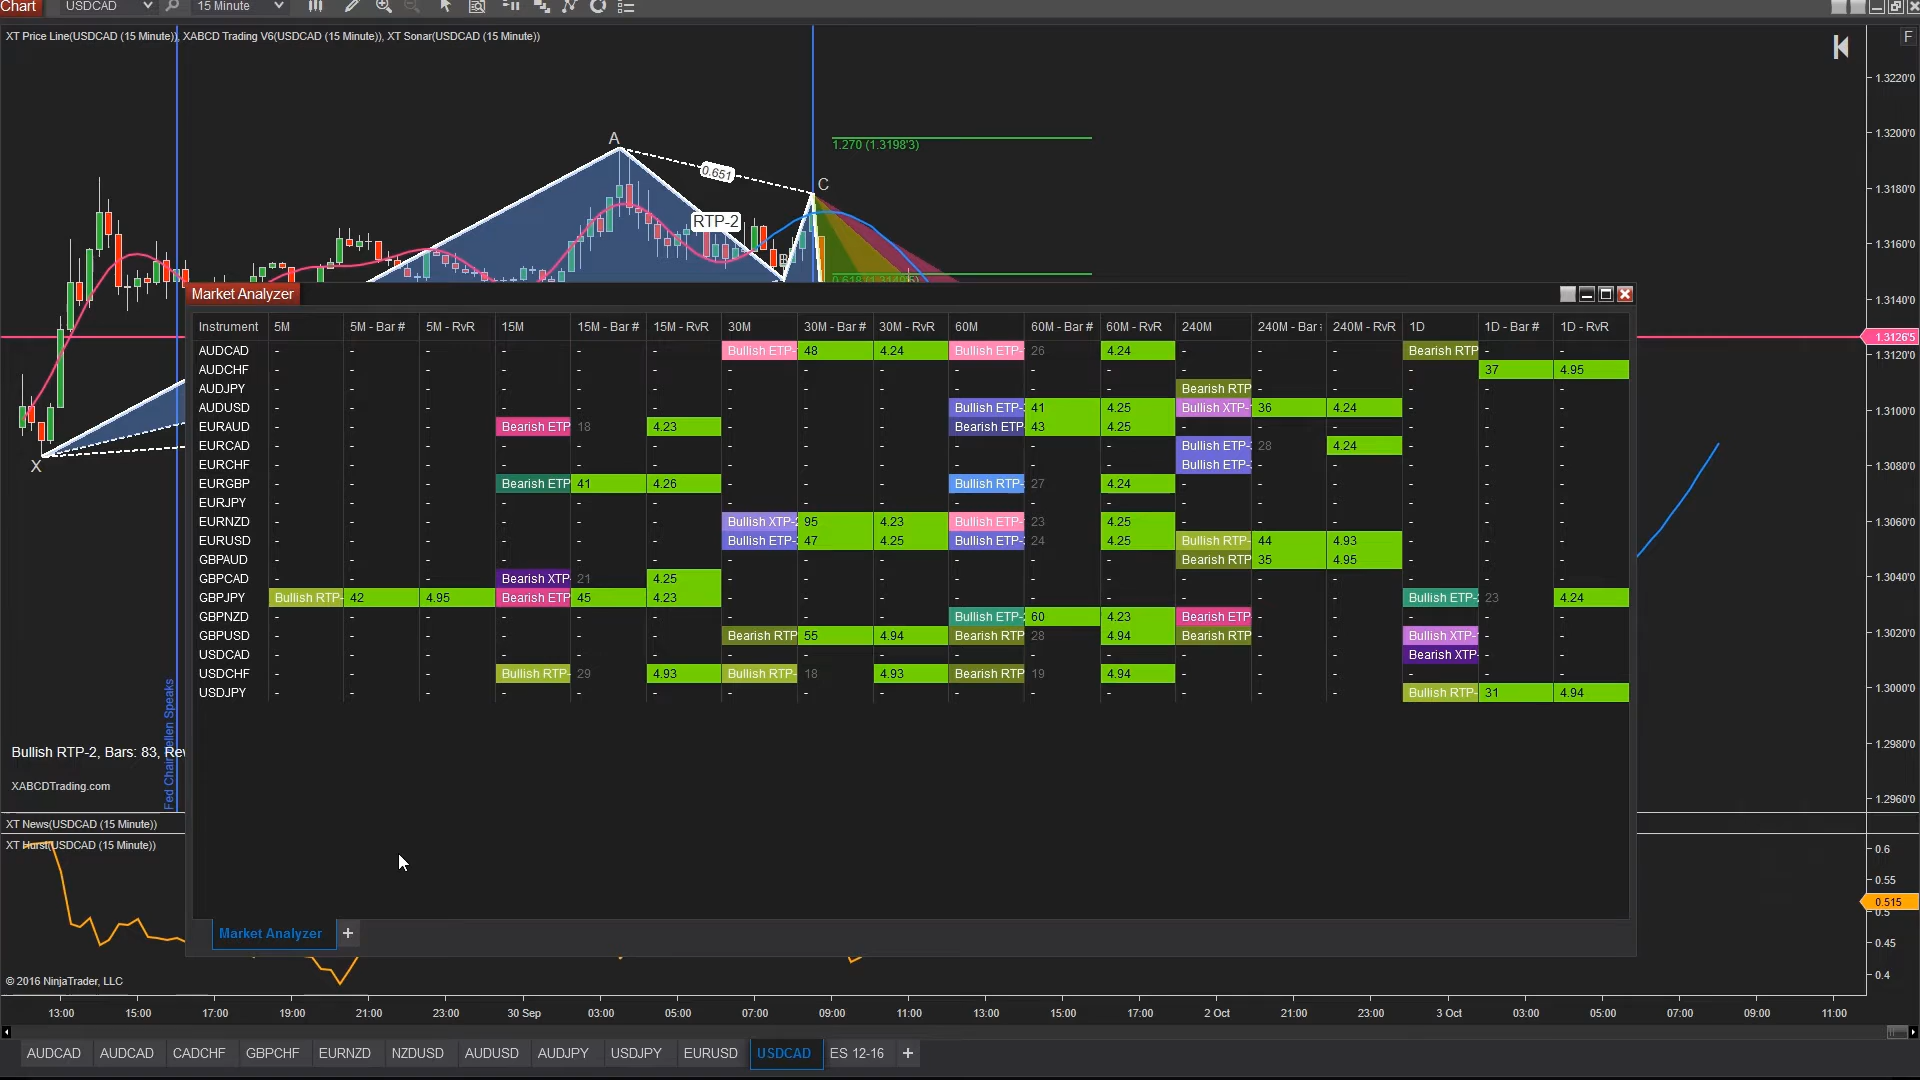 Chart USDCAD 15 Minute
XT Price Line(USDCAD (15 Minute)), XABCD Trading V6(USDCAD (15 Minute)), XT Sonar(USDCAD (15 Minute))
F
A
0.651
C
RTP-2
B
X
1.270 (1.3198'3)
1.3220'0
1.3200'0
1.3180'0
1.3160'0
1.3140'0
1.3126'5
1.3120'0
1.3100'0
1.3080'0
1.3060'0
1.3040'0
1.3020'0
1.3000'0
1.2980'0
1.2960'0
Market Analyzer
Instrument 5M 5M - Bar # 5M - RvR 15M 15M - Bar # 15M - RvR 30M 30M - Bar # 30M - RvR 60M 60M - Bar # 60M - RvR 240M 240M - Bar 240M - RvR 1D 1D - Bar # 1D - RvR
AUDCAD - - - - - - Bullish ETP- 48 4.24 Bullish ETP- 26 4.24 - - - Bearish RTP - -
AUDCHF - - - - - - - - - - - - - - - - 37 4.95
AUDJPY - - - - - - - - - - - - Bearish RTP - - - - -
AUDUSD - - - - - - - - - Bullish ETP- 41 4.25 Bullish XTP- 36 4.24 - - -
EURAUD - - - Bearish ETP 18 4.23 - - - Bearish ETP 43 4.25 - - - - - -
EURCAD - - - - - - - - - - - - Bullish ETP- 28 4.24 - - -
EURCHF - - - - - - - - - - - - Bullish ETP- - - - - -
EURGBP - - - Bearish ETP 41 4.26 - - - Bullish RTP- 27 4.24 - - - - - -
EURJPY - - - - - - - - - - - - - - - - - -
EURNZD - - - - - - Bullish XTP-2 95 4.23 Bullish ETP- 23 4.25 - - - - - -
EURUSD - - - - - - Bullish ETP- 47 4.25 Bullish ETP- 24 4.25 Bullish RTP- 44 4.93 - - -
GBPAUD - - - - - - - - - - - - Bearish RTP 35 4.95 - - -
GBPCAD - - - Bearish XTP 21 4.25 - - - - - - - - - - - -
GBPJPY Bullish RTP- 42 4.95 Bearish ETP 45 4.23 - - - - - - - - - Bullish ETP- 23 4.24
GBPNZD - - - - - - - - - Bullish ETP- 60 4.23 Bearish ETP - - - - -
GBPUSD - - - - - - Bearish RTP 55 4.94 Bearish RTP 28 4.94 Bearish RTP - - Bullish XTP- - -
USDCAD - - - - - - - - - - - - - - - Bearish XTP- - -
USDCHF - - - Bullish RTP- 29 4.93 Bullish RTP- 18 4.93 Bearish RTP 19 4.94 - - - - - -
USDJPY - - - - - - - - - - - - - - - Bullish RTP- 31 4.94
Fed Chair Yellen Speaks
Bullish RTP-2, Bars: 83, Rev
XABCDTrading.com
XT News(USDCAD (15 Minute))
XT Hurst(USDCAD (15 Minute))
0.6
0.55
0.515
0.5
0.45
0.4
Market Analyzer +
© 2016 NinjaTrader, LLC
13:00 15:00 17:00 19:00 21:00 23:00 30 Sep 03:00 05:00 07:00 09:00 11:00 13:00 15:00 17:00 2 Oct 21:00 23:00 3 Oct 03:00 05:00 07:00 09:00 11:00
AUDCAD AUDCAD CADCHF GBPCHF EURNZD NZDUSD AUDUSD AUDJPY USDJPY EURUSD USDCAD ES 12-16 +